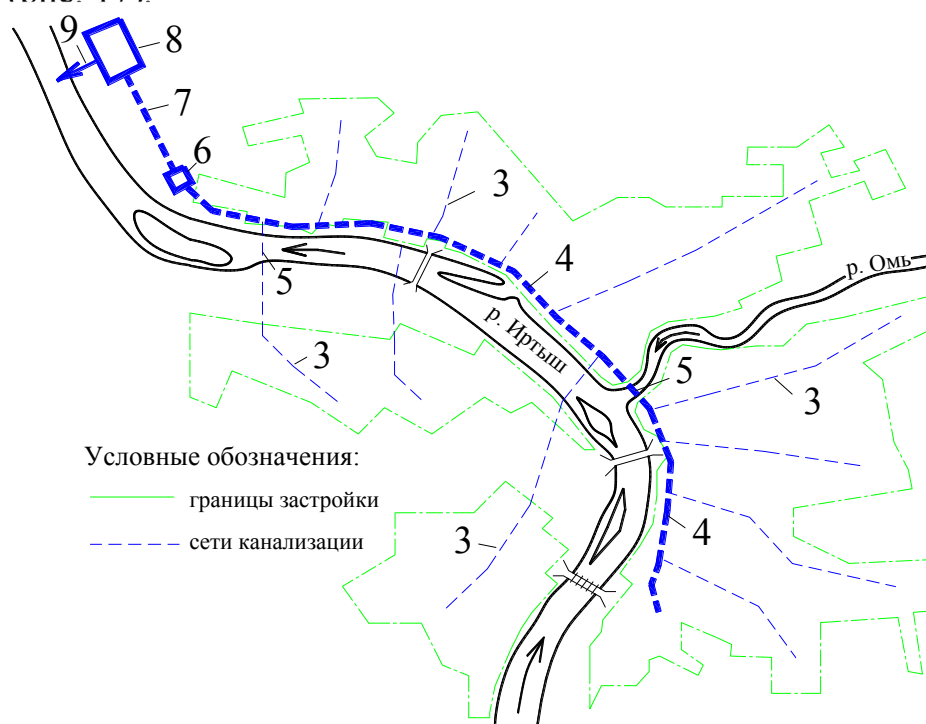 9
8
7
6
3
4
5
р. Омь
р. Иртыш
3
5
3
Условные обозначения:
границы застройки
сети канализации
3
4